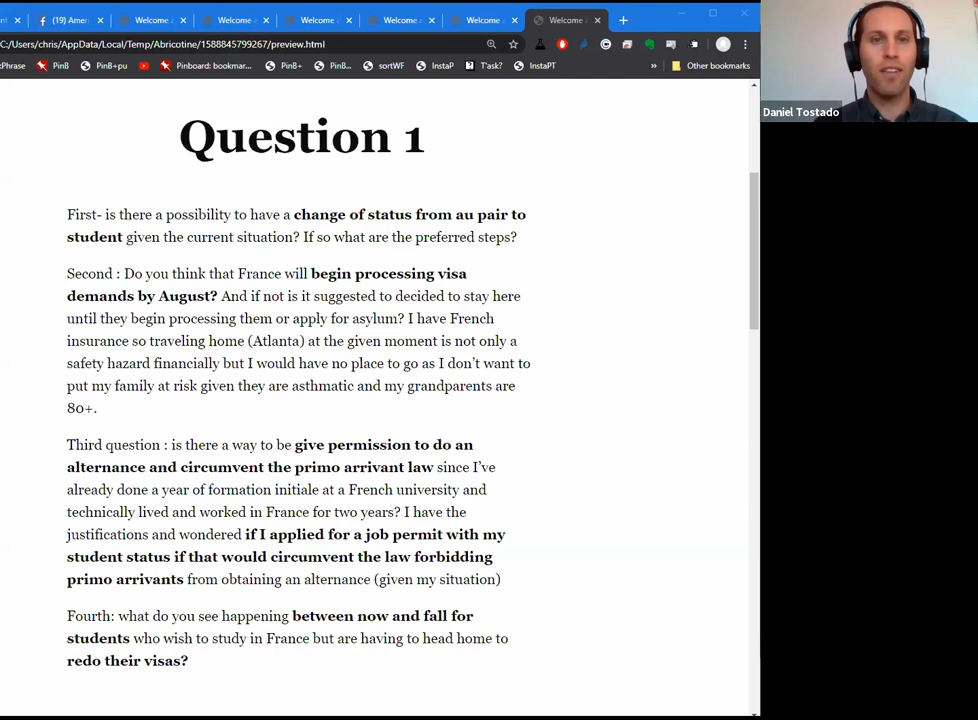 (19) Amer
Welcome
Welcome
Welcome
Welcome
Welcome
Welcome
C:/Users/chris/AppData/Local/Temp/Abricotine/1588845799267/preview.html
Phrase
PinB
PinB+pu
Pinboard: bookmar...
PinB+
PinB...
sortWF
InstaP
T'ask?
InstaPT
»
Other bookmarks
Daniel Tostado
Question 1
First- is there a possibility to have a change of status from au pair to
student given the current situation? If so what are the preferred steps?
Second : Do you think that France will begin processing visa
demands by August? And if not is it suggested to decided to stay here
until they begin processing them or apply for asylum? I have French
insurance so traveling home (Atlanta) at the given moment is not only a
safety hazard financially but I would have no place to go as I don't want to
put my family at risk given they are asthmatic and my grandparents are
80+.
Third question : is there a way to be give permission to do an
alternance and circumvent the primo arrivant law since I've
already done a year of formation initiale at a French university and
technically lived and worked in France for two years? I have the
justifications and wondered if I applied for a job permit with my
student status if that would circumvent the law forbidding
primo arrivants from obtaining an alternance (given my situation)
Fourth: what do you see happening between now and fall for
students who wish to study in France but are having to head home to
redo their visas?